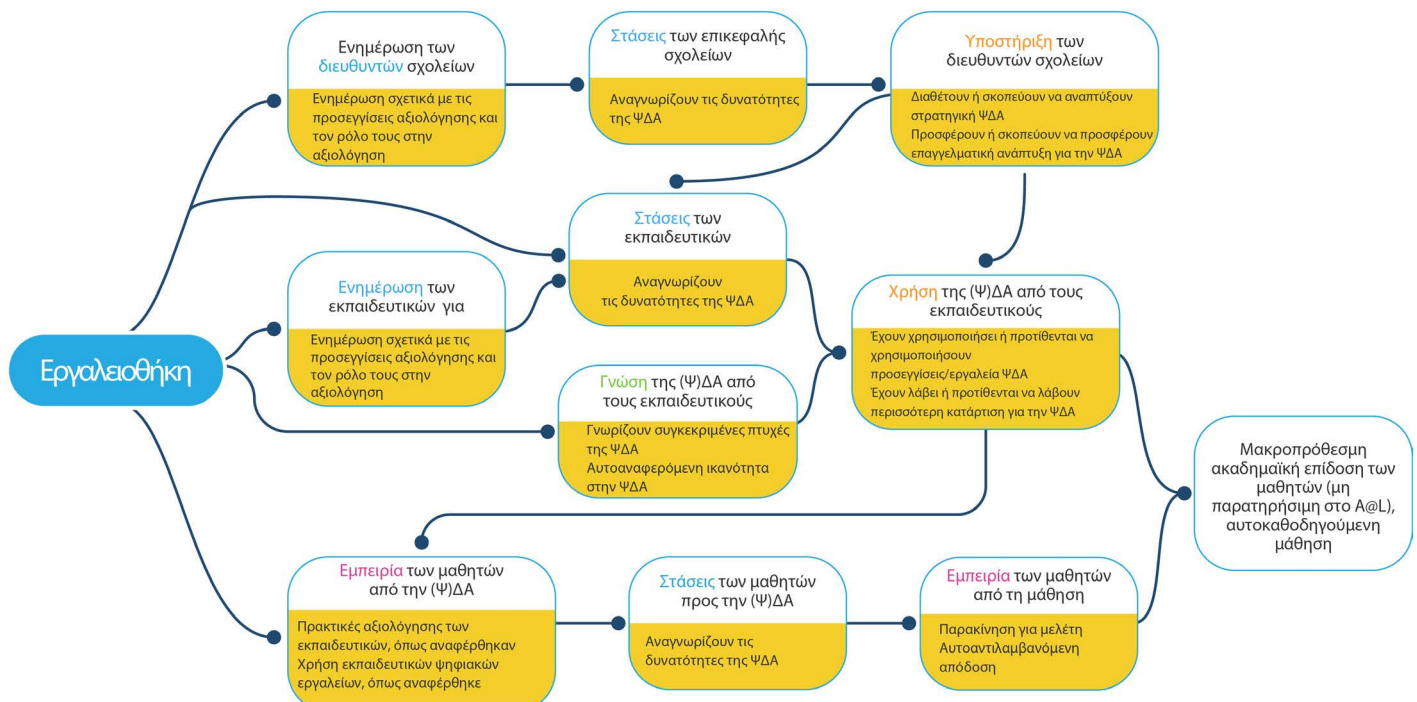 Ενημέρωση των
διευθυντών σχολείων
Ενημέρωση σχετικά με τις
προσεγγίσεις αξιολόγησης και
τον ρόλο τους στην
αξιολόγηση
Στάσεις των επικεφαλής
σχολείων
Αναγνωρίζουν τις δυνατότητες
της ΨΔΑ
Υποστήριξη των
διευθυντών σχολείων
Διαθέτουν ή σκοπεύουν να αναπτύξουν
στρατηγική ΨΔΑ
Προσφέρουν ή σκοπεύουν να προσφέρουν
επαγγελματική ανάπτυξη για την ΨΔΑ
Στάσεις των
εκπαιδευτικών
Αναγνωρίζουν
τις δυνατότητες της ΨΔΑ
Ενημέρωση των
εκπαιδευτικών για
Ενημέρωση σχετικά με τις
προσεγγίσεις αξιολόγησης και
τον ρόλο τους στην
αξιολόγηση
Χρήση της (Ψ)ΔΑ από τους
εκπαιδευτικούς
Έχουν χρησιμοποιήσει ή προτίθενται να
χρησιμοποιήσουν
προσεγγίσεις/εργαλεία ΨΔΑ
Έχουν λάβει ή προτίθενται να λάβουν
περισσότερη κατάρτιση για την ΨΔΑ
Εργαλειοθήκη
Γνώση της (Ψ)ΔΑ από
τους εκπαιδευτικούς
Γνωρίζουν συγκεκριμένες πτυχές
της ΨΔΑ
Αυτοαναφερόμενη ικανότητα
στην ΨΔΑ
Μακροπρόθεσμη
ακαδημαϊκή επίδοση των
μαθητών (μη
παρατηρήσιμη στο A@L),
αυτοκαθοδηγούμενη
μάθηση
Εμπειρία των μαθητών
από την (Ψ)ΔΑ
Πρακτικές αξιολόγησης των
εκπαιδευτικών, όπως αναφέρθηκαν
Χρήση εκπαιδευτικών ψηφιακών
εργαλείων, όπως αναφέρθηκε
Στάσεις των μαθητών
προς την (Ψ)ΔΑ
Αναγνωρίζουν τις
δυνατότητες της ΨΔΑ
Εμπειρία των μαθητών
από τη μάθηση
Παρακίνηση για μελέτη
Αυτοαντιλαμβανόμενη
απόδοση